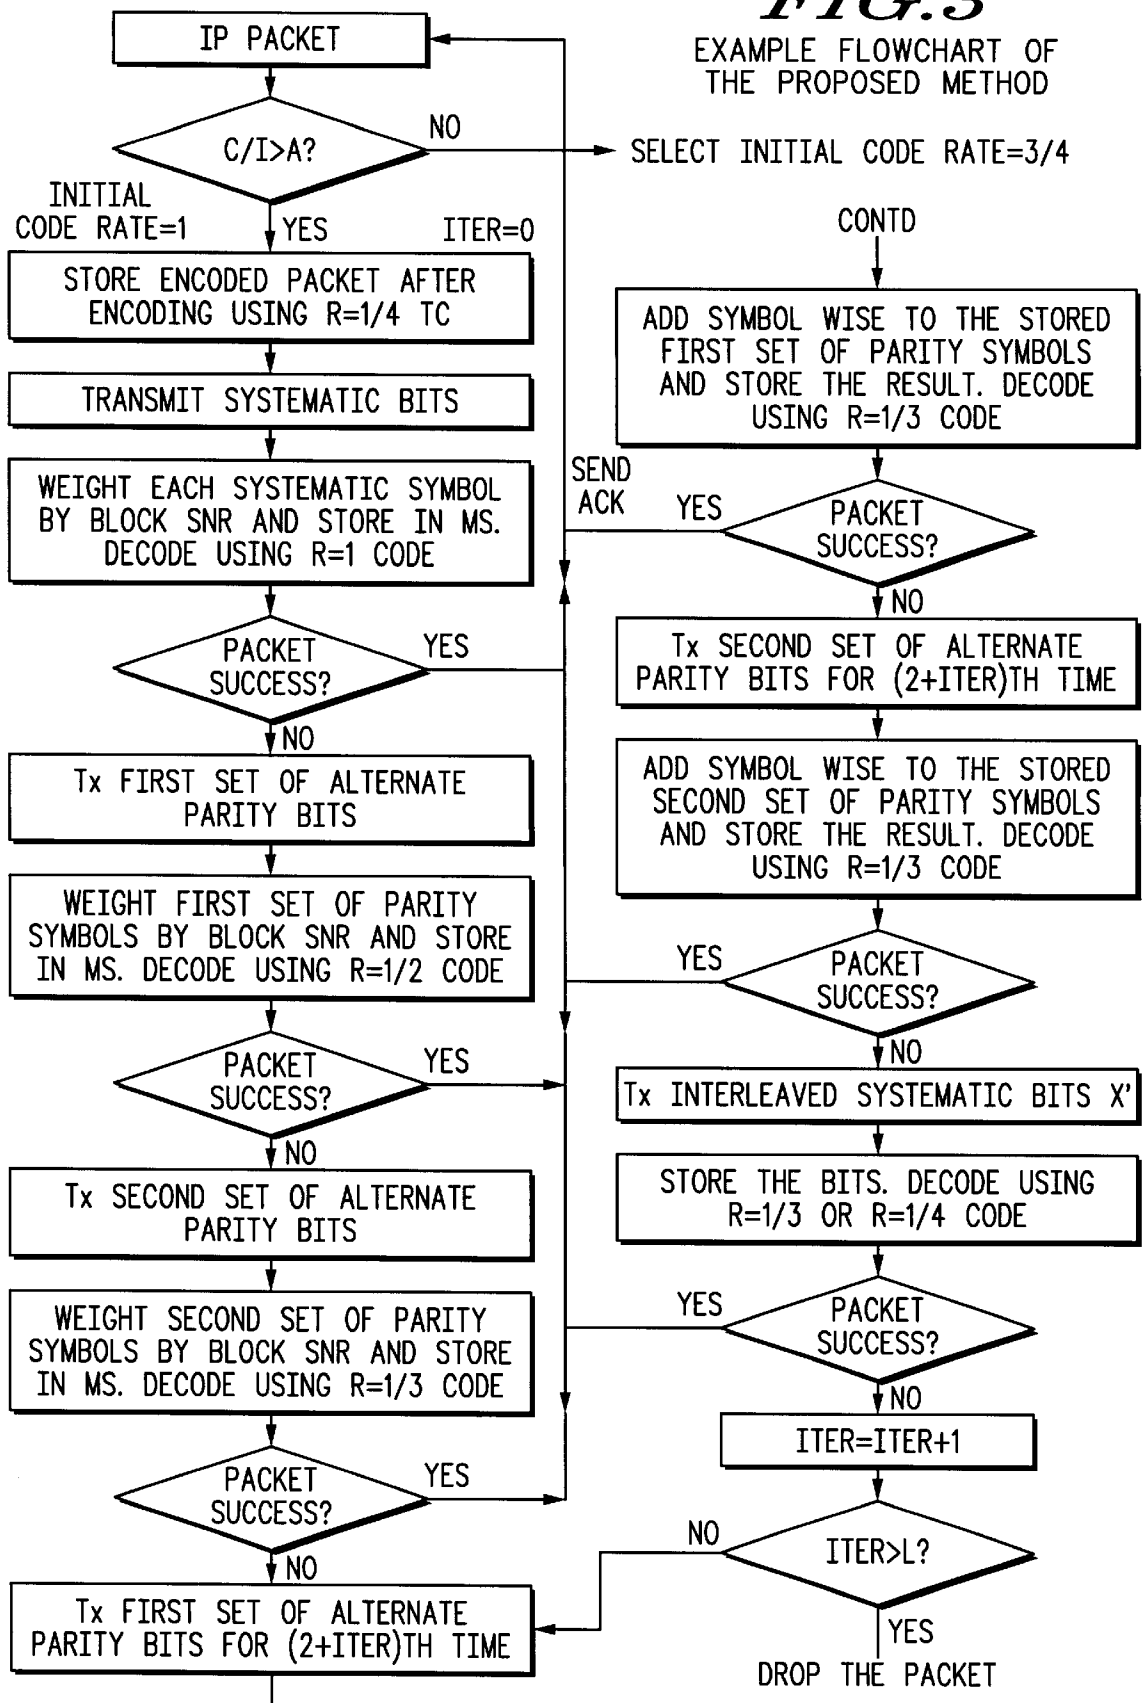 FIG.3
EXAMPLE FLOWCHART OF
THE PROPOSED METHOD
IP PACKET
C/I>A?
NO
SELECT INITIAL CODE RATE=3/4
INITIAL
CODE RATE=1
YES
ITER=0
STORE ENCODED PACKET AFTER
ENCODING USING R=1/4 TC
TRANSMIT SYSTEMATIC BITS
WEIGHT EACH SYSTEMATIC SYMBOL
BY BLOCK SNR AND STORE IN MS.
DECODE USING R=1 CODE
PACKET
SUCCESS?
YES
NO
Tx FIRST SET OF ALTERNATE
PARITY BITS
WEIGHT FIRST SET OF PARITY
SYMBOLS BY BLOCK SNR AND STORE
IN MS. DECODE USING R=1/2 CODE
PACKET
SUCCESS?
YES
NO
Tx SECOND SET OF ALTERNATE
PARITY BITS
WEIGHT SECOND SET OF PARITY
SYMBOLS BY BLOCK SNR AND STORE
IN MS. DECODE USING R=1/3 CODE
PACKET
SUCCESS?
YES
NO
Tx FIRST SET OF ALTERNATE
PARITY BITS FOR (2+ITER)TH TIME
CONTD
ADD SYMBOL WISE TO THE STORED
FIRST SET OF PARITY SYMBOLS
AND STORE THE RESULT. DECODE
USING R=1/3 CODE
SEND
ACK
YES
PACKET
SUCCESS?
NO
Tx SECOND SET OF ALTERNATE
PARITY BITS FOR (2+ITER)TH TIME
ADD SYMBOL WISE TO THE STORED
SECOND SET OF PARITY SYMBOLS
AND STORE THE RESULT. DECODE
USING R=1/3 CODE
YES
PACKET
SUCCESS?
NO
Tx INTERLEAVED SYSTEMATIC BITS X'
STORE THE BITS. DECODE USING
R=1/3 OR R=1/4 CODE
YES
PACKET
SUCCESS?
NO
ITER=ITER+1
NO
ITER>L?
YES
DROP THE PACKET